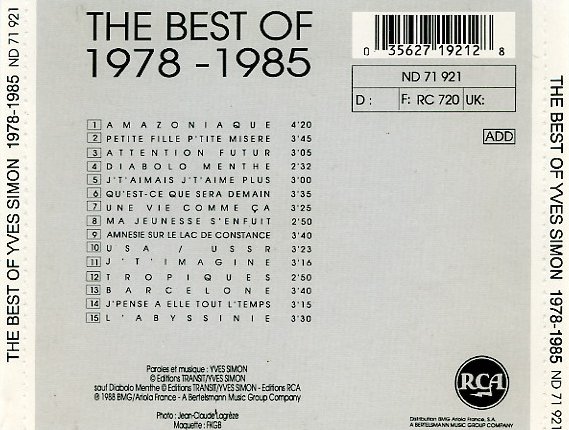 THE BEST OF YVES SIMON 1978-1985 ND 71 921
THE BEST OF
1978 - 1985
0 35627 19212 8
ND 71 921
D : F: RC 720 UK:
ADD
1 AMAZONIAQUE 4'20
2 PETITE FILLE P'TITE MISERE 3'45
3 ATTENTION FUTUR 3'05
4 DIABOLO MENTHE 2'32
5 J'T'AIMAIS J'T'AIME PLUS 3'00
6 QU'EST-CE QUE SERA DEMAIN 3'35
7 UNE VIE COMME ÇA 3'25
8 MA JEUNESSE S'ENFUIT 2'50
9 AMNESIE SUR LE LAC DE CONSTANCE 3'40
10 USA / USSR 3'23
11 J'T'IMAGINE 3'16
12 TROPIQUES 2'50
13 BARCELONE 3'40
14 J'PENSE A ELLE TOUT L'TEMPS 3'15
15 L'ABYSSINIE 3'30
Paroles et musique : YVES SIMON
© Editions TRANSIT/YVES SIMON
sauf Diabolo Menthe © Editions TRANSIT/YVES SIMON - Editions RCA
℗ 1988 BMG/Ariola France - A Bertelsmann Music Group Company
Photo : Jean-Claude Lagrèze
Maquette : FKGB
RCA
Distribution BMG Ariola France, S.A.
A BERTELSMANN MUSIC GROUP COMPANY
THE BEST OF YVES SIMON 1978-1985 ND 71 921